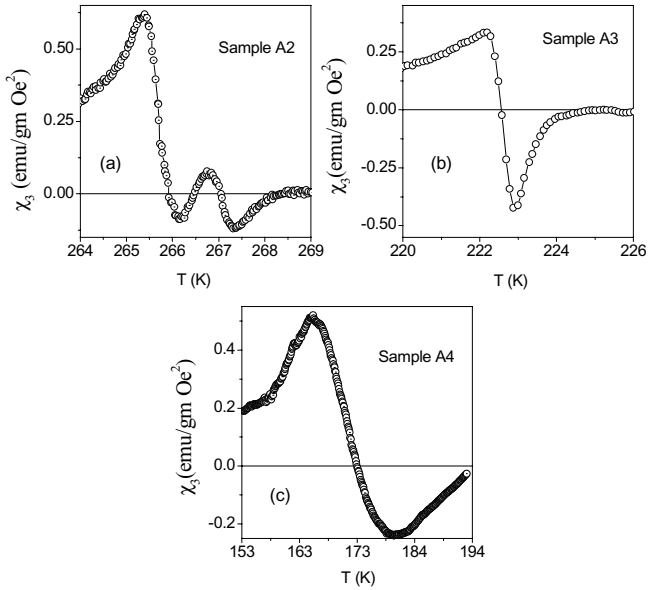 Sample A2
0.50
0.25
0.00
χ₃ (emu/gm Oe²)
(a)
264 265 266 267 268 269
T (K)
Sample A3
0.25
0.00
-0.25
-0.50
χ₃ (emu/gm Oe²)
(b)
220 222 224 226
T (K)
Sample A4
0.4
0.2
0.0
-0.2
χ₃(emu/gm Oe²)
(c)
153 163 173 184 194
T (K)